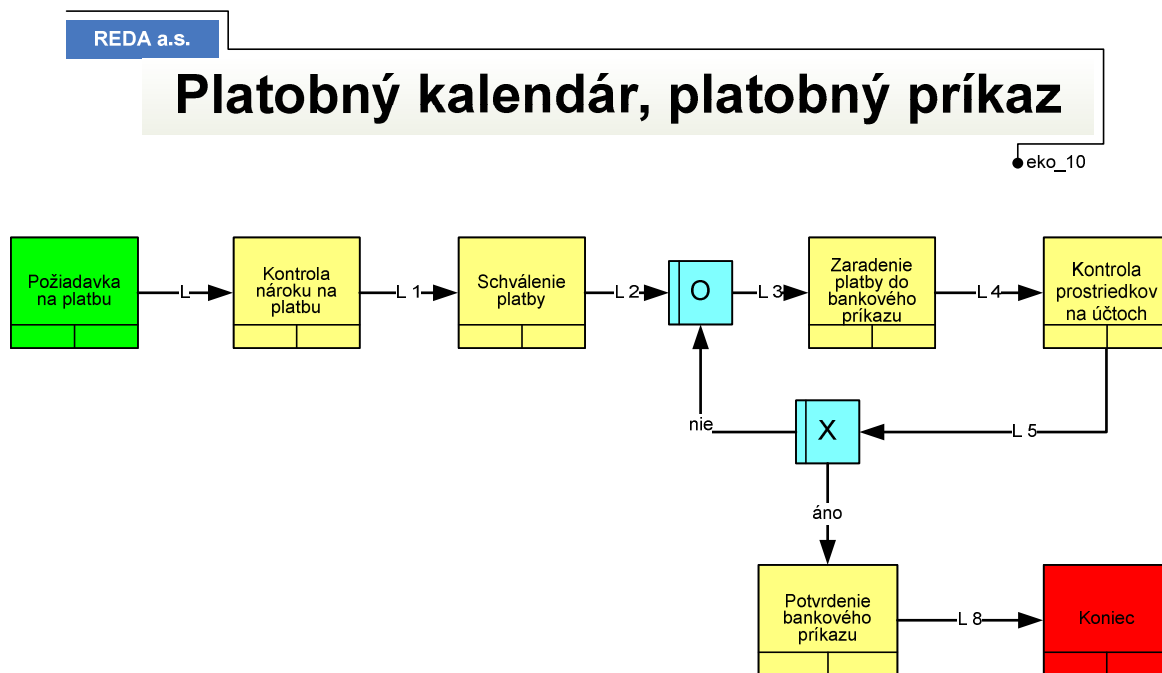 REDA a.s.
Platobný kalendár, platobný príkaz
eko_10
Požiadavka
na platbu
L
Kontrola
nároku na
platbu
L 1
Schválenie
platby
L 2
O
L 3
Zaradenie
platby do
bankového
príkazu
L 4
Kontrola
prostriedkov
na účtoch
nie
X
L 5
áno
Potvrdenie
bankového
príkazu
L 8
Koniec